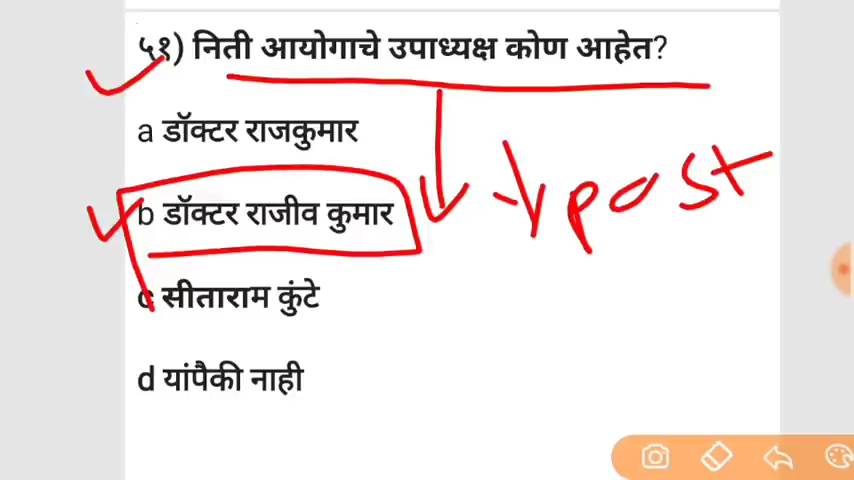 ५१) निती आयोगाचे उपाध्यक्ष कोण आहेत?
a डॉक्टर राजकुमार
b डॉक्टर राजीव कुमार
post
c सीताराम कुंटे
d यांपैकी नाही